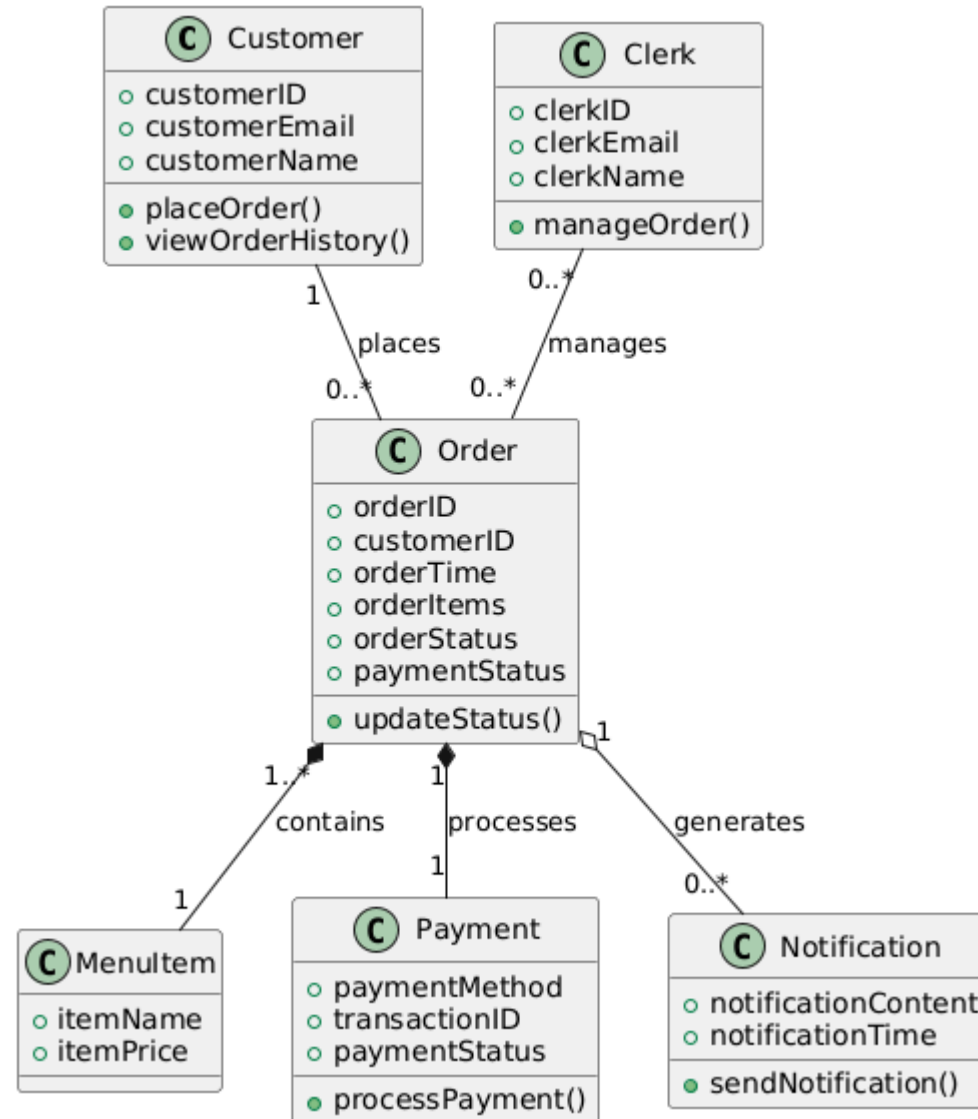 C Customer
customerID
customerEmail
customerName
placeOrder()
viewOrderHistory()
C Clerk
clerkID
clerkEmail
clerkName
manageOrder()
1
places
0..*
0..*
manages
0..*
C Order
orderID
customerID
orderTime
orderItems
orderStatus
paymentStatus
updateStatus()
1..*
contains
1
1
processes
1
1
generates
0..*
C MenuItem
itemName
itemPrice
C Payment
paymentMethod
transactionID
paymentStatus
processPayment()
C Notification
notificationContent
notificationTime
sendNotification()